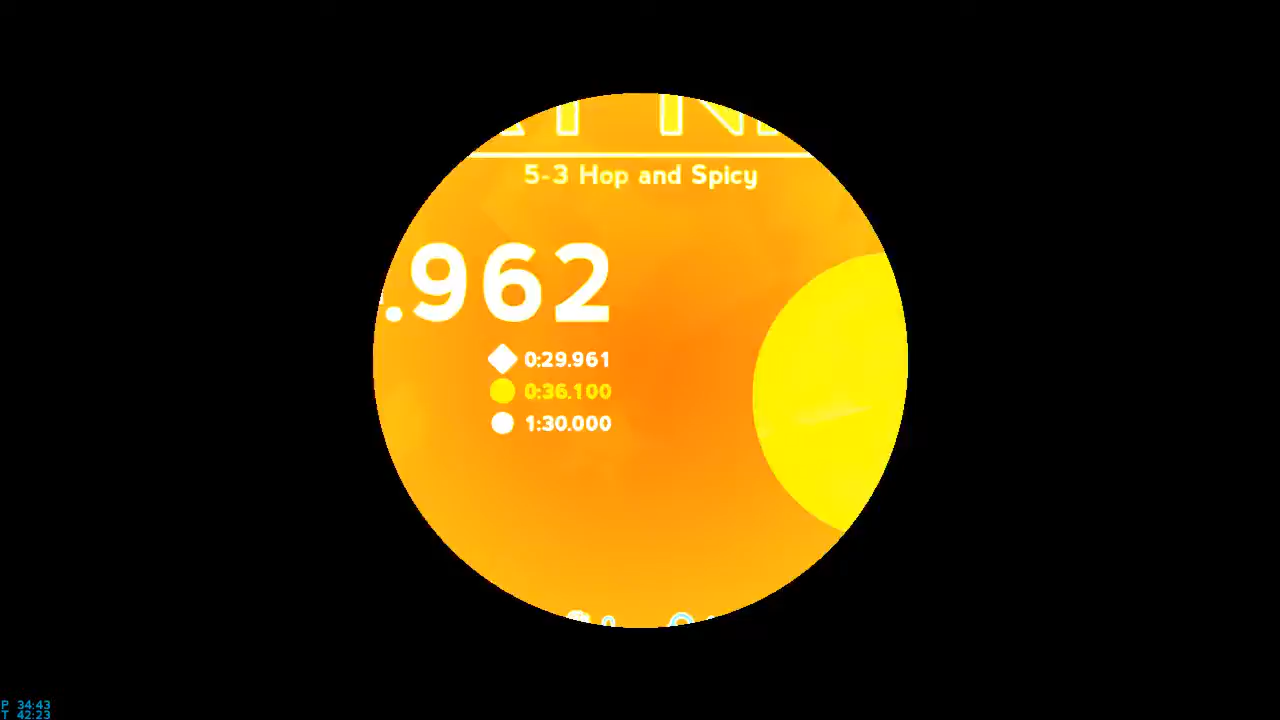 5-3 Hop and Spicy
.962
0:29.961
0:36.100
1:30.000
P 34:43
T 42:23